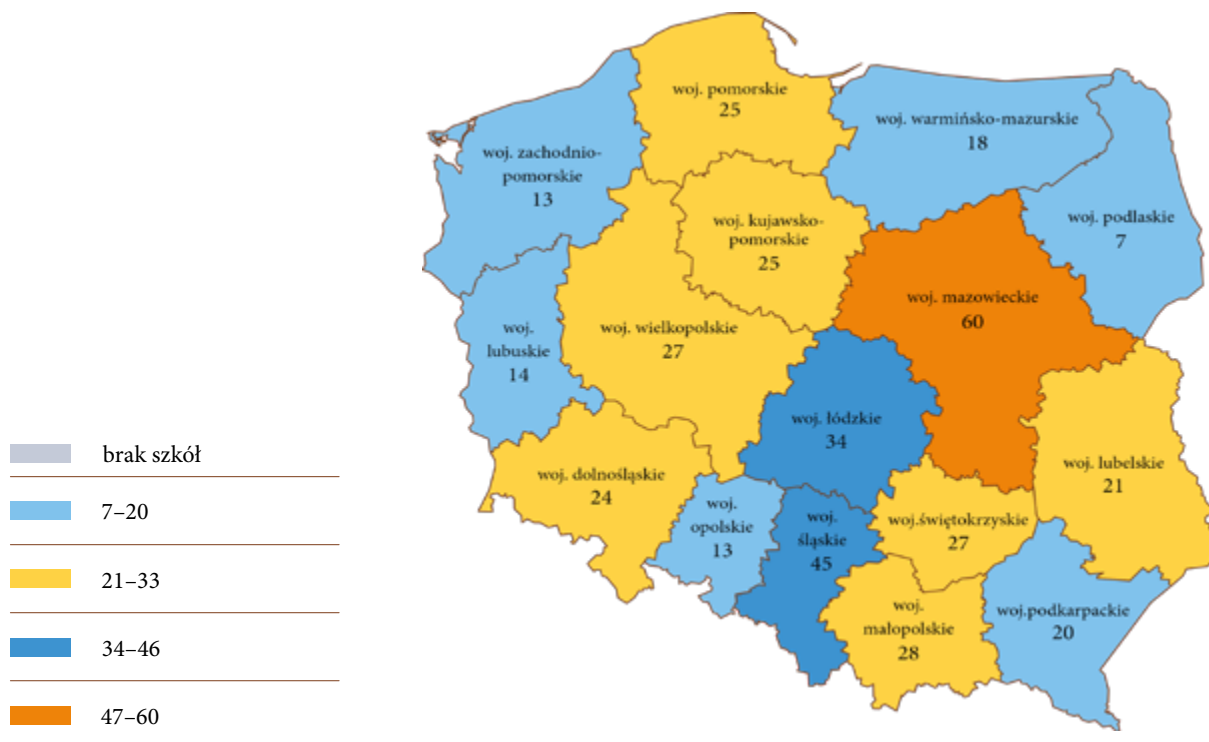 woj. pomorskie
25
woj. warmińsko-mazurskie
18
woj. zachodnio-
pomorskie
13
woj. podlaskie
7
woj. kujawsko-
pomorskie
25
woj. mazowieckie
60
woj.
lubuskie
14
woj. wielkopolskie
27
woj. łódzkie
34
woj. lubelskie
21
woj. dolnośląskie
24
woj.
opolskie
13
woj.
śląskie
45
woj.świętokrzyskie
27
woj.
małopolskie
28
woj.podkarpackie
20
brak szkół
7–20
21–33
34–46
47–60